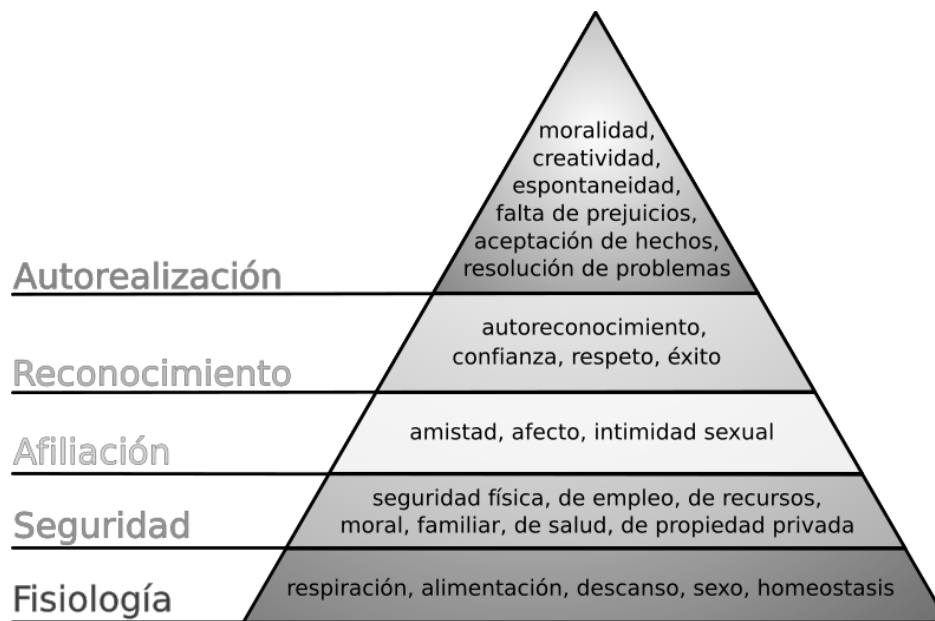 moralidad,
creatividad,
espontaneidad,
falta de prejuicios,
aceptación de hechos,
resolución de problemas
Autorealización
autoreconocimiento,
confianza, respeto, éxito
Reconocimiento
amistad, afecto, intimidad sexual
Afiliación
seguridad física, de empleo, de recursos,
moral, familiar, de salud, de propiedad privada
Seguridad
respiración, alimentación, descanso, sexo, homeostasis
Fisiología